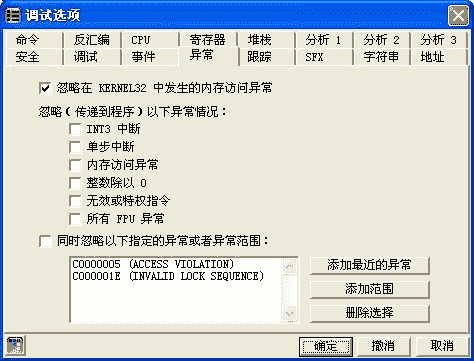 调试选项
命令 反汇编 CPU 寄存器 堆栈 分析 1 分析 2 分析 3
安全 调试 事件 异常 跟踪 SFX 字符串 地址
忽略在 KERNEL32 中发生的内存访问异常
忽略(传递到程序)以下异常情况：
INT3 中断
单步中断
内存访问异常
整数除以 0
无效或特权指令
所有 FPU 异常
同时忽略以下指定的异常或者异常范围：
C0000005 (ACCESS VIOLATION)
C000001E (INVALID LOCK SEQUENCE)
添加最近的异常
添加范围
删除选择
确定 撤消 取消